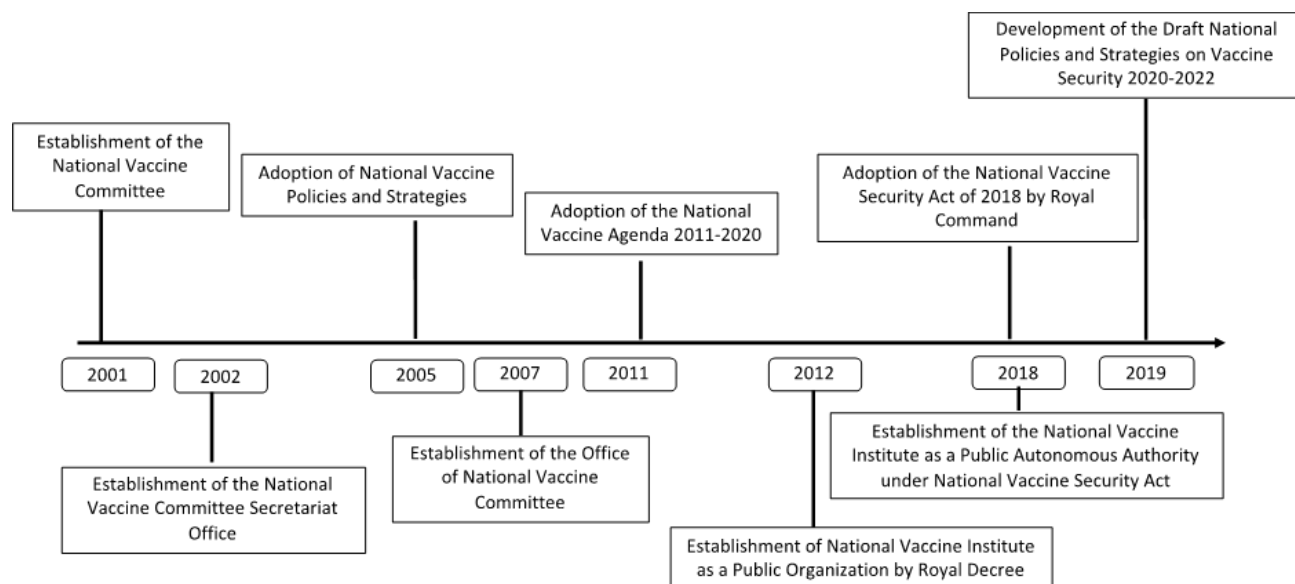 Development of the Draft National
Policies and Strategies on Vaccine
Security 2020-2022
Establishment of the
National Vaccine
Committee
Adoption of National Vaccine
Policies and Strategies
Adoption of the National
Vaccine Agenda 2011-2020
Adoption of the National Vaccine
Security Act of 2018 by Royal
Command
2001
2002
2005
2007
2011
2012
2018
2019
Establishment of the National
Vaccine Committee Secretariat
Office
Establishment of the Office
of National Vaccine
Committee
Establishment of National Vaccine Institute
as a Public Organization by Royal Decree
Establishment of the National Vaccine
Institute as a Public Autonomous Authority
under National Vaccine Security Act